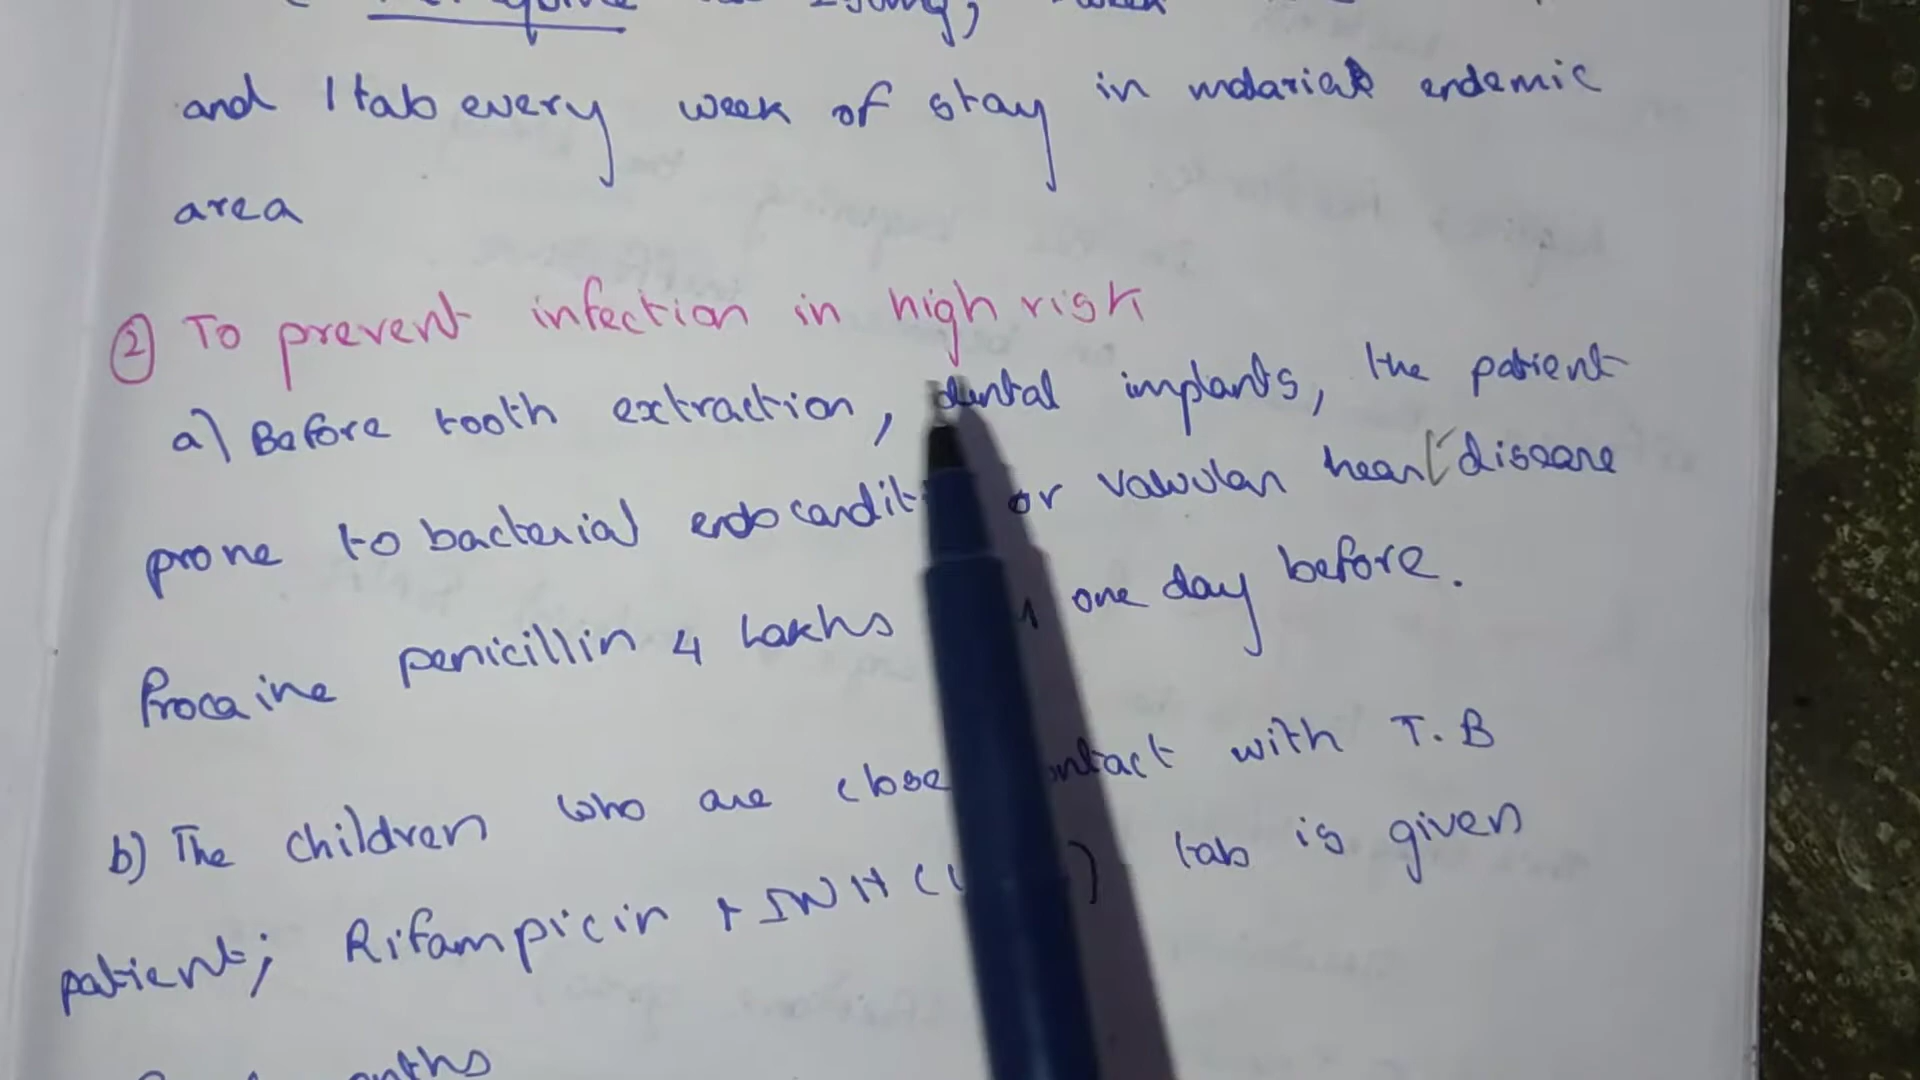 and 1 tab every week of stay in malarial endemic
area
② To prevent infection in high risk
a) Before tooth extraction, dental implants, the patient
prone to bacterial endocardit or valvular heart disease
Procaine penicillin 4 Lakhs one day before.
b) The children who are close contact with T.B
patient; Rifampicin + INH ( ) tab is given